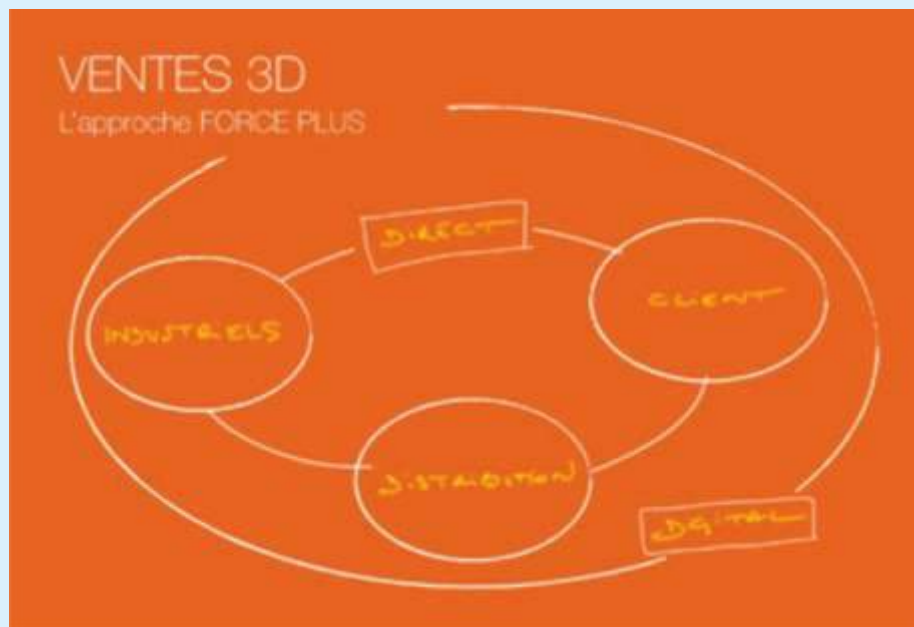 VENTES 3D
L'approche FORCE PLUS
DIRECT
CLIENT
INDUSTRIELS
DISTRIBUTION
DIGITAL